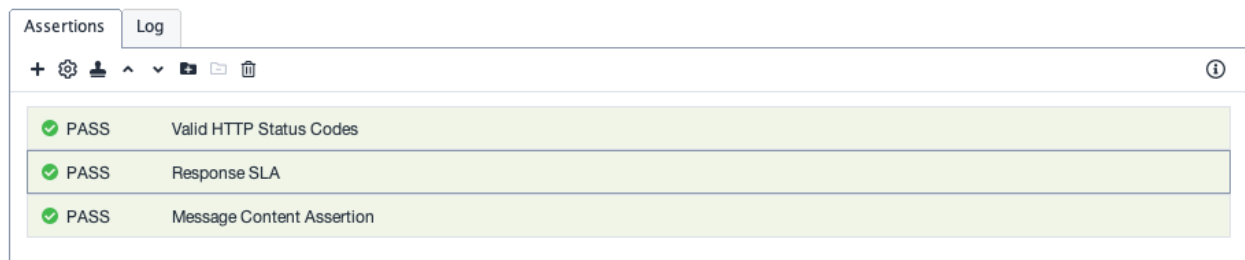 Assertions Log
PASS Valid HTTP Status Codes
PASS Response SLA
PASS Message Content Assertion